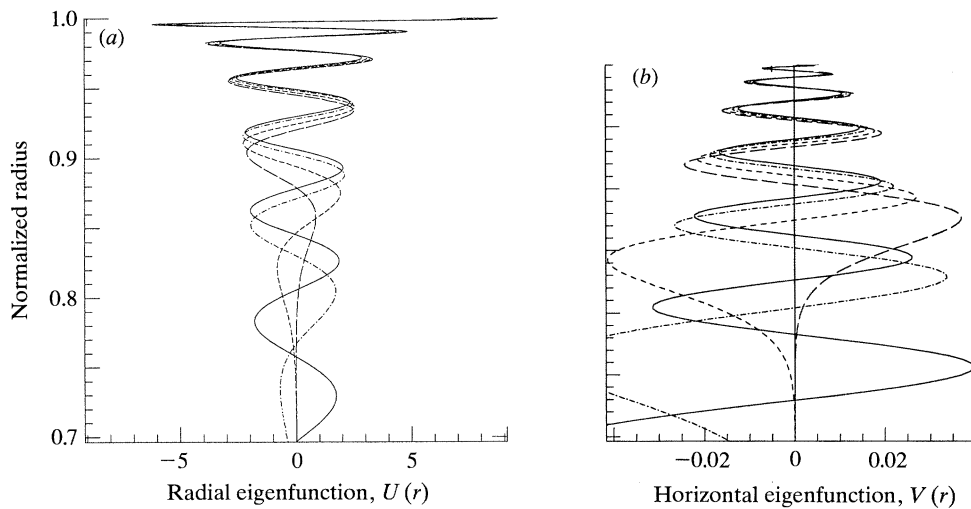 1.0
(a)
(b)
0.9
Normalized radius
0.8
0.7
−5
0
5
−0.02
0
0.02
Radial eigenfunction, U (r)
Horizontal eigenfunction, V (r)